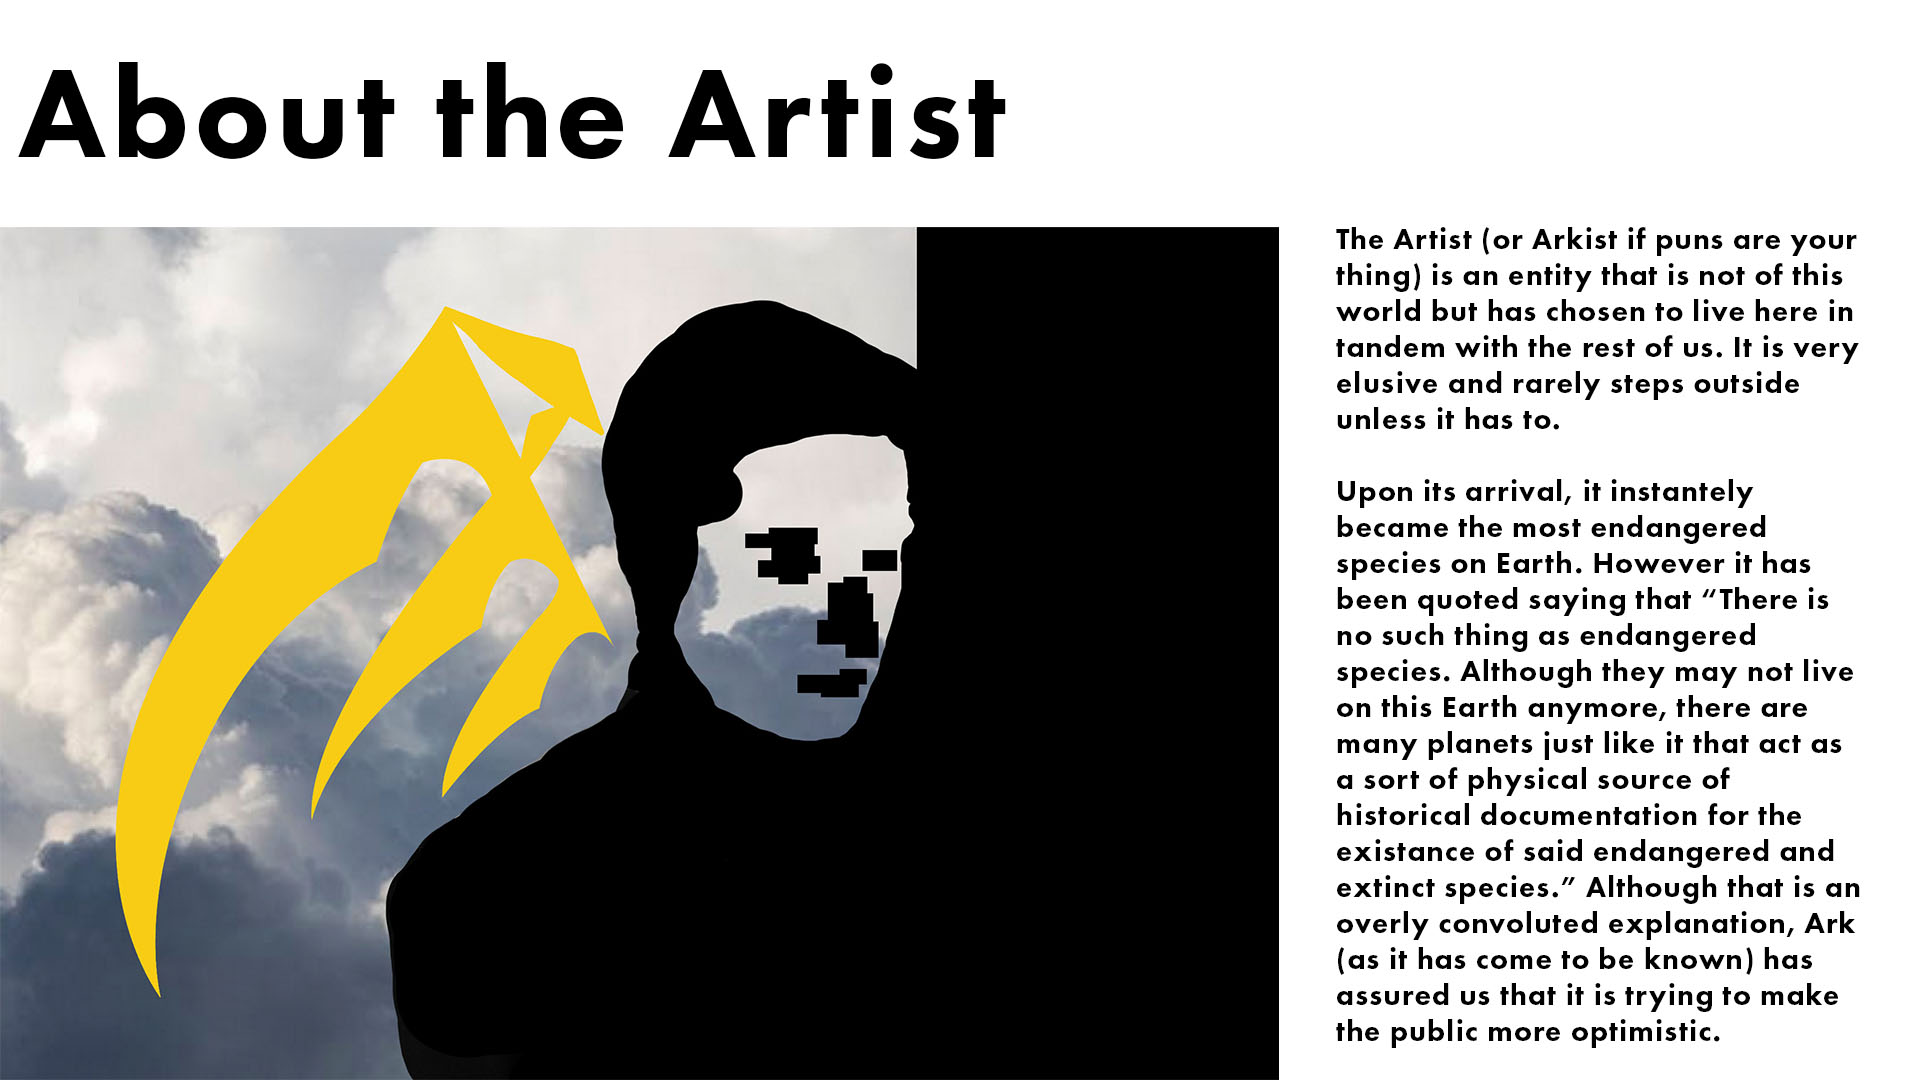 About the Artist
The Artist (or Arkist if puns are your
thing) is an entity that is not of this
world but has chosen to live here in
tandem with the rest of us. It is very
elusive and rarely steps outside
unless it has to.
Upon its arrival, it instantely
became the most endangered
species on Earth. However it has
been quoted saying that “There is
no such thing as endangered
species. Although they may not live
on this Earth anymore, there are
many planets just like it that act as
a sort of physical source of
historical documentation for the
existance of said endangered and
extinct species.” Although that is an
overly convoluted explanation, Ark
(as it has come to be known) has
assured us that it is trying to make
the public more optimistic.